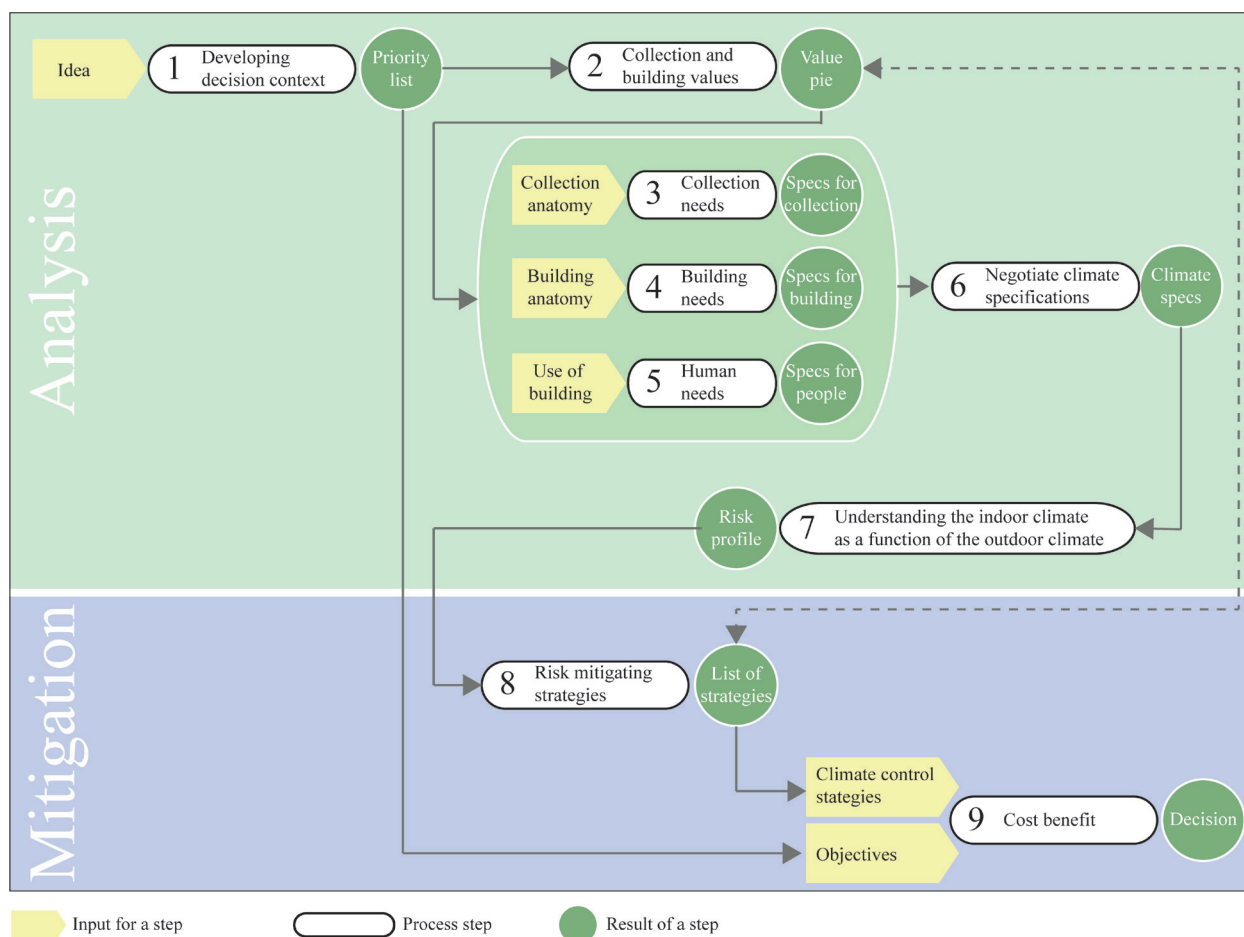 Analysis
Idea
1
Developing
decision context
Priority
list
2
Collection and
building values
Value
pie
Collection
anatomy
3
Collection
needs
Specs for
collection
Building
anatomy
4
Building
needs
Specs for
building
Use of
building
5
Human
needs
Specs for
people
6
Negotiate climate
specifications
Climate
specs
Risk
profile
7
Understanding the indoor climate
as a function of the outdoor climate
Mitigation
8
Risk mitigating
strategies
List of
strategies
Climate control
stategies
Objectives
9
Cost benefit
Decision
Input for a step
Process step
Result of a step